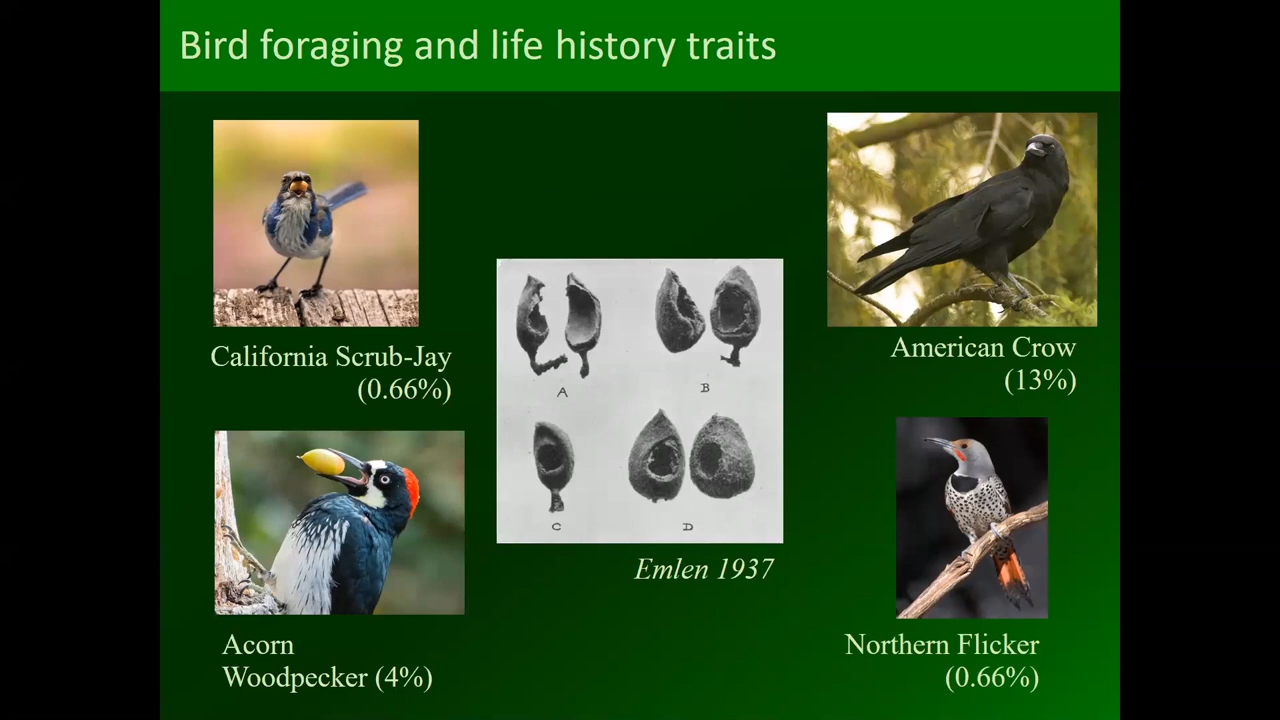 Bird foraging and life history traits
California Scrub-Jay
(0.66%)
American Crow
(13%)
A
B
C
D
Emlen 1937
Acorn
Woodpecker (4%)
Northern Flicker
(0.66%)